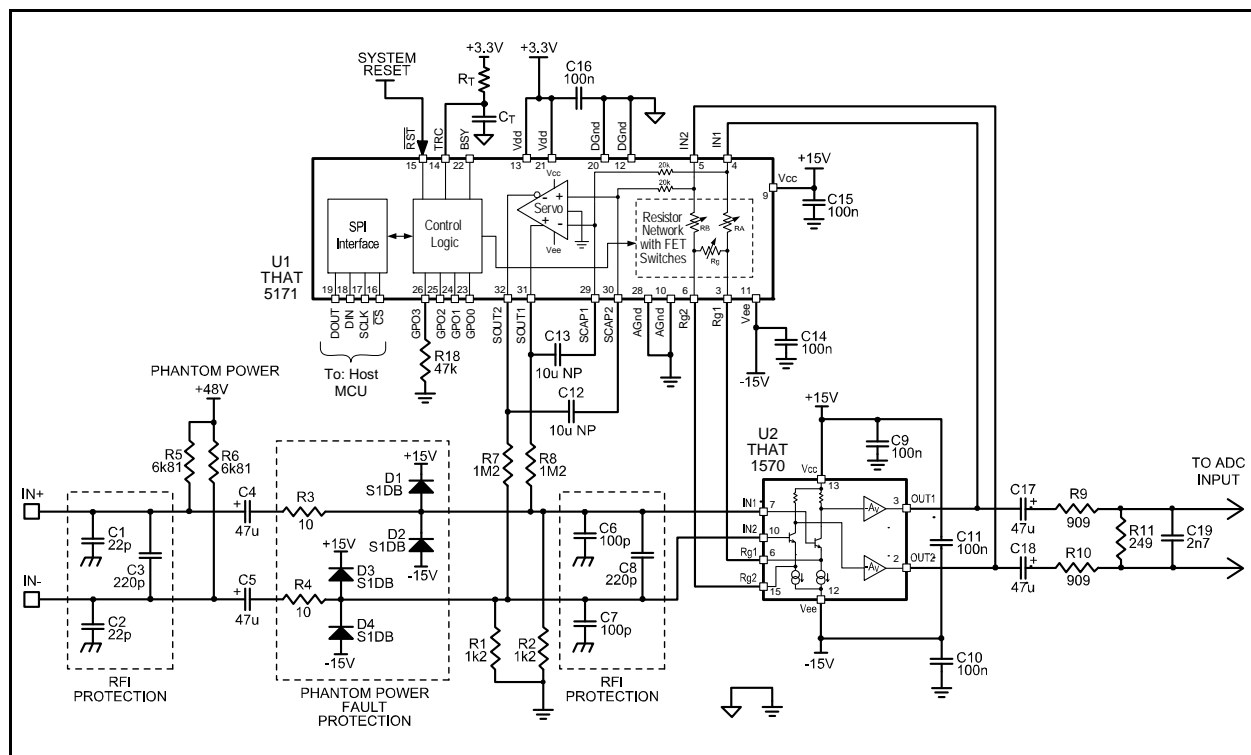 SYSTEM
RESET
+3.3V
RT
CT
+3.3V
C16
100n
RST
TRC
BSY
Vdd
Vdd
DGnd
DGnd
IN2
IN1
15
14
22
13
21
20
12
5
4
+15V
Vcc
9
C15
100n
20k
20k
Vcc
Servo
Vee
- +
+ -
SPI
Interface
Control
Logic
Resistor
Network
with FET
Switches
RB
RA
Rg
U1
THAT
5171
19
18
17
16
26
25
24
23
32
31
29
30
28
10
6
3
11
DOUT
DIN
SCLK
CS
GPO3
GPO2
GPO1
GPO0
SOUT2
SOUT1
SCAP1
SCAP2
AGnd
AGnd
Rg2
Rg1
Vee
To: Host
MCU
R18
47k
C13
10u NP
C12
10u NP
C14
100n
-15V
PHANTOM POWER
+48V
R5
6k81
R6
6k81
R7
1M2
R8
1M2
+15V
C9
100n
U2
THAT
1570
Vcc
13
IN+
C4
+
47u
R3
10
+15V
D1
S1DB
D2
S1DB
-15V
IN1
7
IN2
10
Rg1
6
Rg2
15
-AV
-AV
3
OUT1
2
OUT2
12
Vee
C17
+
47u
R9
909
TO ADC
INPUT
C1
22p
C3
220p
C6
100p
C8
220p
C11
100n
C18
+
47u
R10
909
R11
249
C19
2n7
IN-
C5
+
47u
R4
10
+15V
D3
S1DB
D4
S1DB
-15V
C2
22p
C7
100p
R1
1k2
R2
1k2
-15V
C10
100n
RFI
PROTECTION
PHANTOM POWER
FAULT
PROTECTION
RFI
PROTECTION